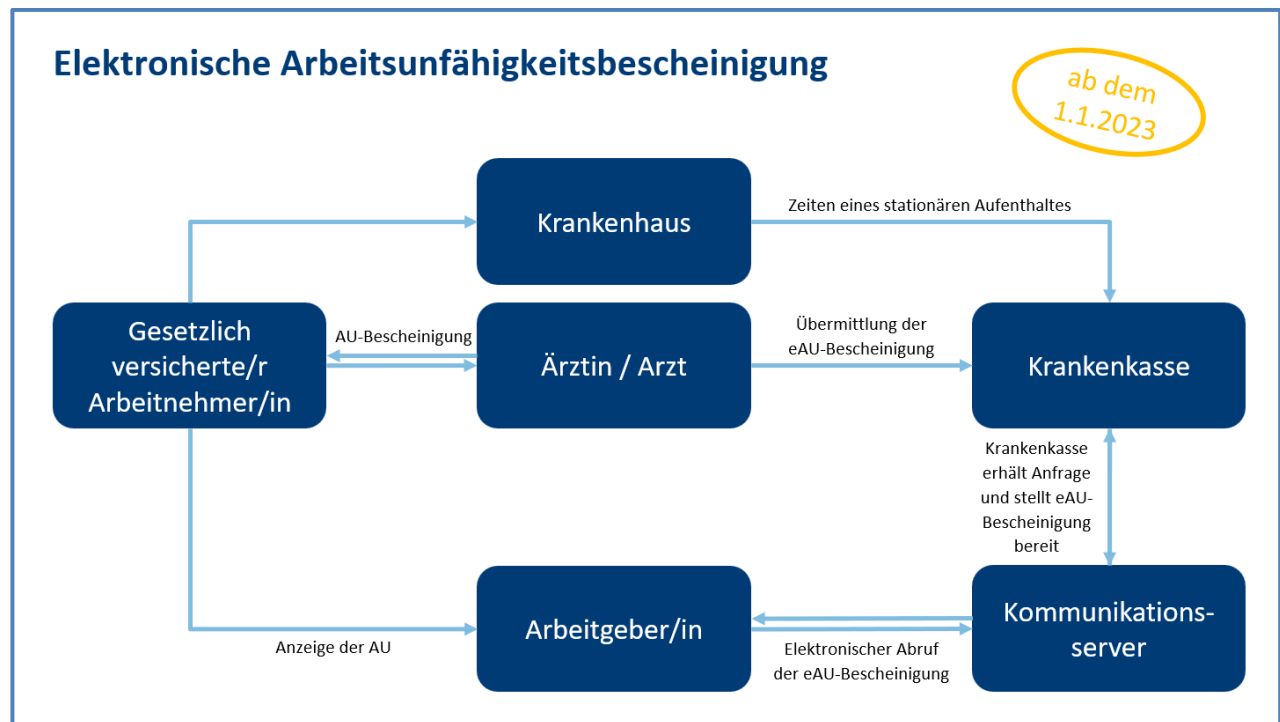 Elektronische Arbeitsunfähigkeitsbescheinigung
ab dem
1.1.2023
Krankenhaus
Zeiten eines stationären Aufenthaltes
Gesetzlich
versicherte/r
Arbeitnehmer/in
AU-Bescheinigung
Ärztin / Arzt
Übermittlung der
eAU-Bescheinigung
Krankenkasse
Krankenkasse
erhält Anfrage
und stellt eAU-
Bescheinigung
bereit
Anzeige der AU
Arbeitgeber/in
Elektronischer Abruf
der eAU-Bescheinigung
Kommunikations-
server